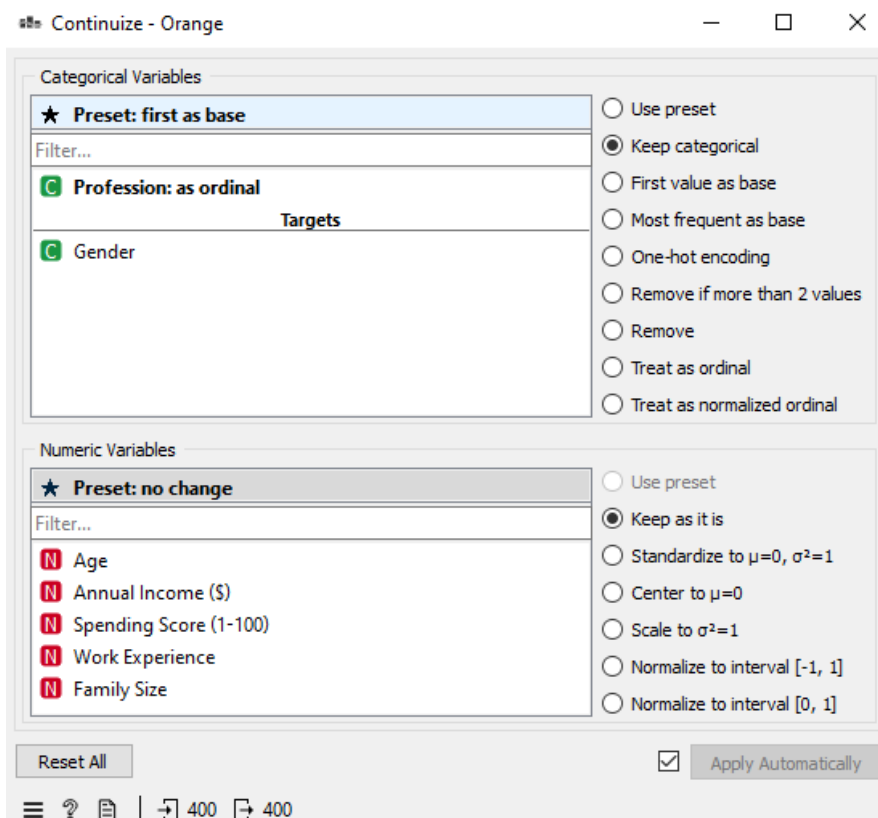 Continuize - Orange
Categorical Variables
★ Preset: first as base
Filter...
C Profession: as ordinal
Targets
C Gender
Use preset
Keep categorical
First value as base
Most frequent as base
One-hot encoding
Remove if more than 2 values
Remove
Treat as ordinal
Treat as normalized ordinal
Numeric Variables
★ Preset: no change
Filter...
N Age
N Annual Income ($)
N Spending Score (1-100)
N Work Experience
N Family Size
Use preset
Keep as it is
Standardize to μ=0, σ²=1
Center to μ=0
Scale to σ²=1
Normalize to interval [-1, 1]
Normalize to interval [0, 1]
Reset All
Apply Automatically
? 400 400